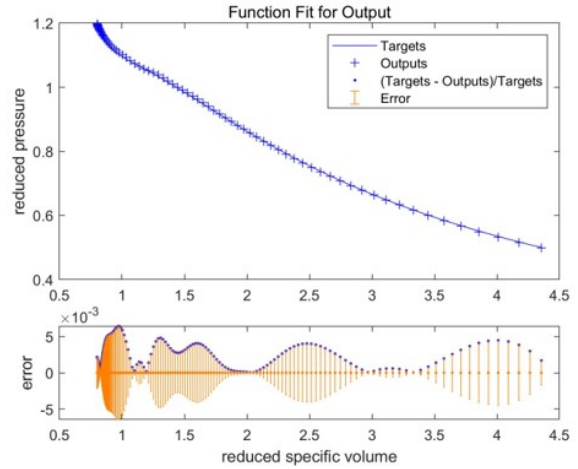 Function Fit for Output
1.2
1
0.8
0.6
0.4
reduced pressure
Targets
Outputs
(Targets - Outputs)/Targets
Error
0.5 1 1.5 2 2.5 3 3.5 4 4.5
×10-3
5
0
-5
error
0.5 1 1.5 2 2.5 3 3.5 4 4.5
reduced specific volume